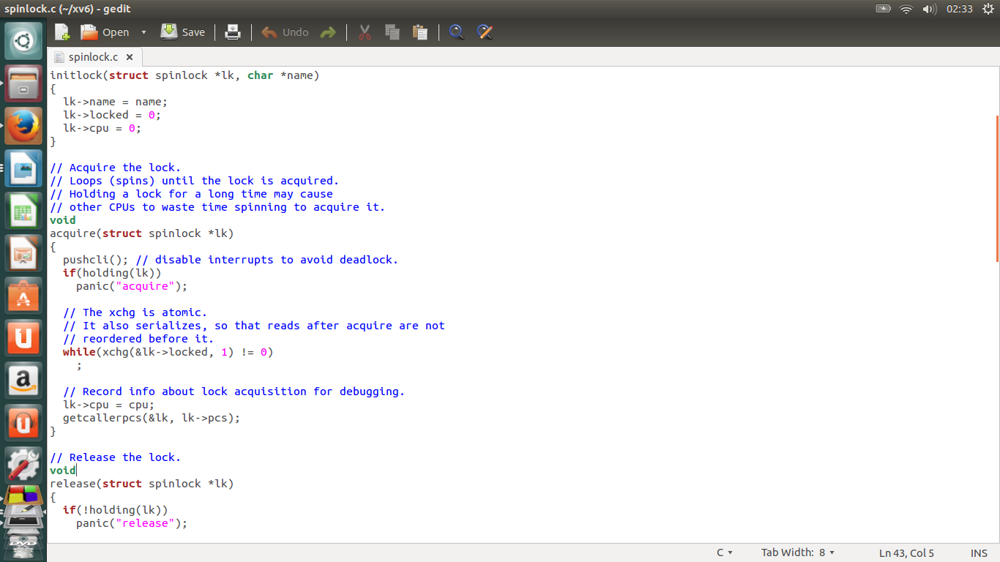 spinlock.c (~/xv6) - gedit
02:33
Open
Save
Undo
spinlock.c
initlock(struct spinlock *lk, char *name)
{
  lk->name = name;
  lk->locked = 0;
  lk->cpu = 0;
}
// Acquire the lock.
// Loops (spins) until the lock is acquired.
// Holding a lock for a long time may cause
// other CPUs to waste time spinning to acquire it.
void
acquire(struct spinlock *lk)
{
  pushcli(); // disable interrupts to avoid deadlock.
  if(holding(lk))
    panic("acquire");
  // The xchg is atomic.
  // It also serializes, so that reads after acquire are not
  // reordered before it.
  while(xchg(&lk->locked, 1) != 0)
    ;
  // Record info about lock acquisition for debugging.
  lk->cpu = cpu;
  getcallerpcs(&lk, lk->pcs);
}
// Release the lock.
void
release(struct spinlock *lk)
{
  if(!holding(lk))
    panic("release");
C
Tab Width: 8
Ln 43, Col 5
INS
A
U
a
U
DVD